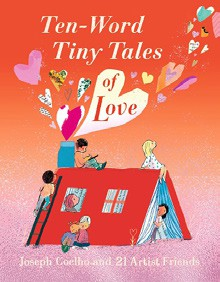 Ten-Word
Tiny Tales
of
Love
Joseph Coelho and 21 Artist Friends